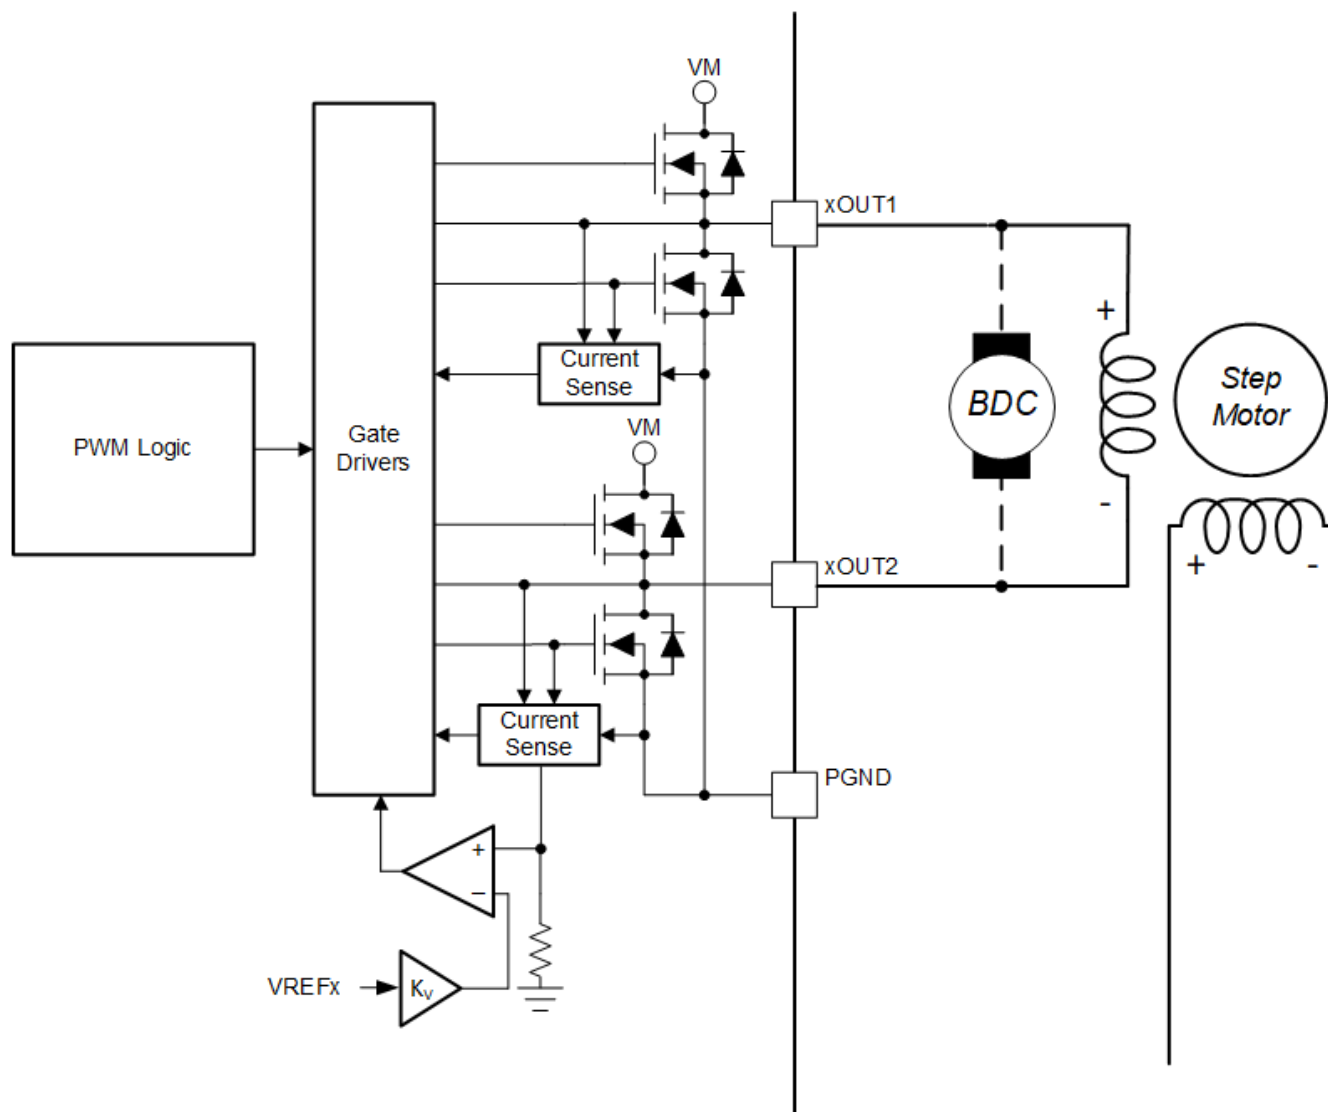 VM
xOUT1
+
Current
Sense
Step
Motor
BDC
VM
PWM Logic
Gate
Drivers
-
xOUT2
+ -
Current
Sense
PGND
+
−
VREFx
Kv